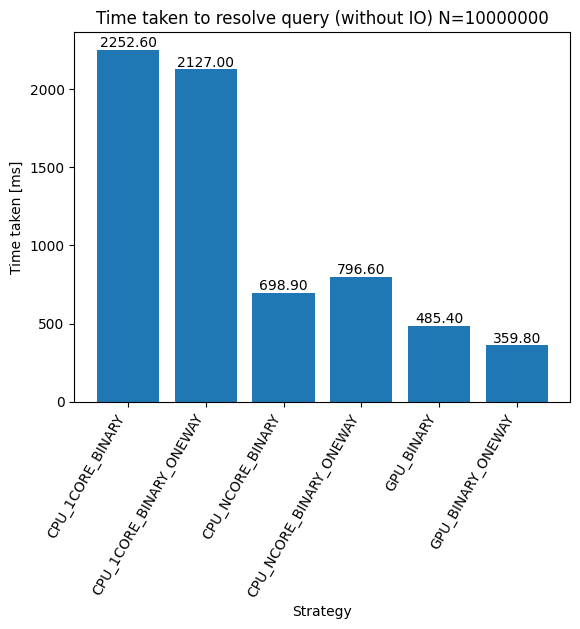 Time taken to resolve query (without IO) N=10000000
2252.60
2127.00
698.90
796.60
485.40
359.80
Time taken [ms]
2000
1500
1000
500
0
CPU_1CORE_BINARY
CPU_1CORE_BINARY_ONEWAY
CPU_NCORE_BINARY
CPU_NCORE_BINARY_ONEWAY
GPU_BINARY
GPU_BINARY_ONEWAY
Strategy